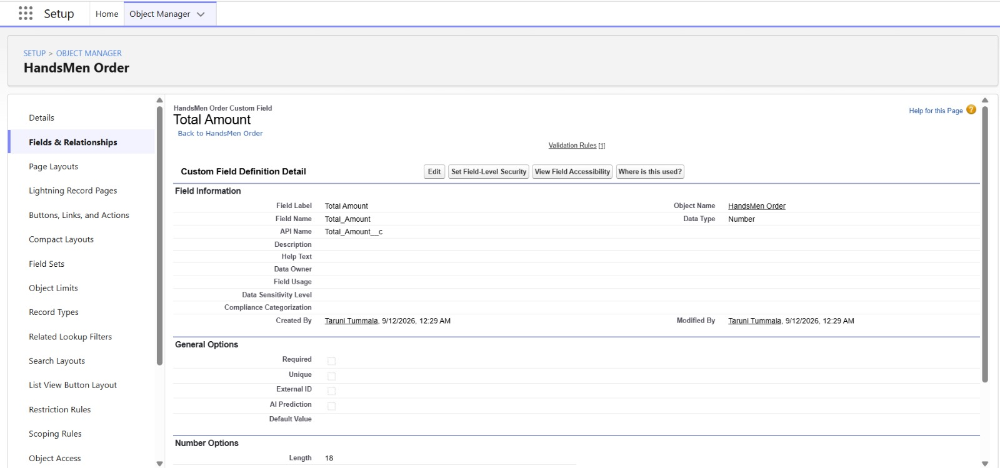 Setup
Home
Object Manager
SETUP > OBJECT MANAGER
HandsMen Order
Details
Fields & Relationships
Page Layouts
Lightning Record Pages
Buttons, Links, and Actions
Compact Layouts
Field Sets
Object Limits
Record Types
Related Lookup Filters
Search Layouts
List View Button Layout
Restriction Rules
Scoping Rules
Object Access
HandsMen Order Custom Field
Total Amount
Back to HandsMen Order
Help for this Page ?
Validation Rules [1]
Custom Field Definition Detail
Edit
Set Field-Level Security
View Field Accessibility
Where is this used?
Field Information
Field Label Total Amount Object Name HandsMen Order
Field Name Total_Amount Data Type Number
API Name Total_Amount__c
Description
Help Text
Data Owner
Field Usage
Data Sensitivity Level
Compliance Categorization
Created By Taruni Tummala, 9/12/2026, 12:29 AM Modified By Taruni Tummala, 9/12/2026, 12:29 AM
General Options
Required
Unique
External ID
AI Prediction
Default Value
Number Options
Length 18